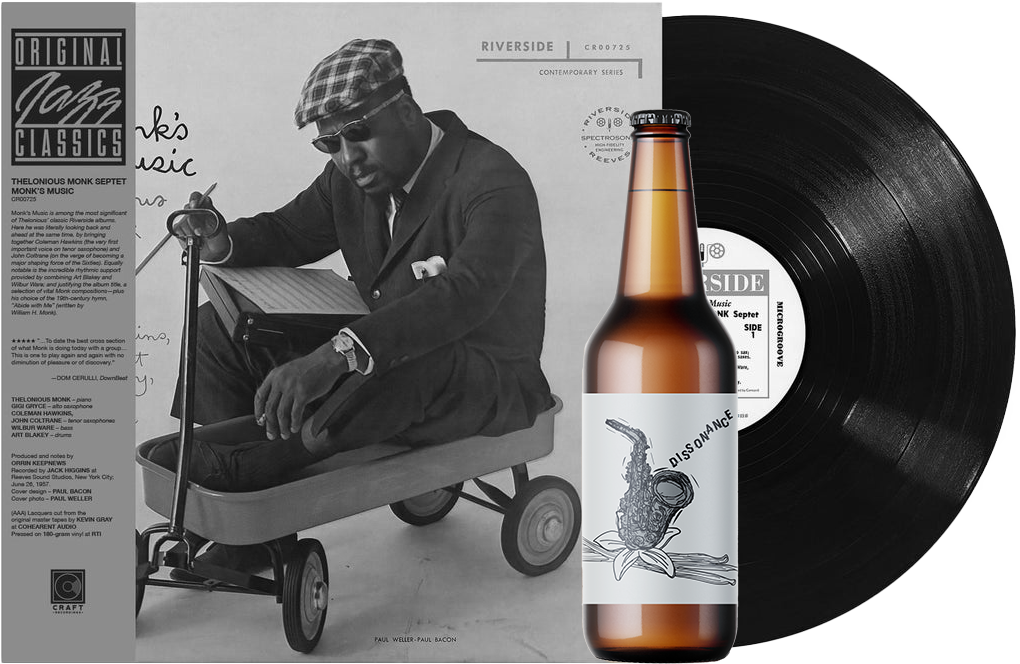 ORIGINAL
Jazz
CLASSICS
THELONIOUS MONK SEPTET
MONK'S MUSIC
CR00725
Monk's Music is among the most significant
of Thelonious' classic Riverside albums.
Here he was literally looking back and
ahead at the same time, by bringing
together Coleman Hawkins (the very first
important voice on tenor saxophone) and
John Coltrane (on the verge of becoming a
major shaping force of the Sixties). Equally
notable is the incredible rhythmic support
provided by combining Art Blakey and
Wilbur Ware; and justifying the album title, a
selection of vital Monk compositions—plus
his choice of the 19th-century hymn,
"Abide with Me" (written by
William H. Monk).
★★★★★ "...To date the best cross section
of what Monk is doing today with a group...
This is one to play again and again with no
diminution of pleasure or of discovery."
—DOM CERULLI, DownBeat
THELONIOUS MONK – piano
GIGI GRYCE – alto saxophone
COLEMAN HAWKINS,
JOHN COLTRANE – tenor saxophones
WILBUR WARE – bass
ART BLAKEY – drums
Produced and notes by
ORRIN KEEPNEWS
Recorded by JACK HIGGINS at
Reeves Sound Studios, New York City,
June 26, 1957.
Cover design – PAUL BACON
Cover photo – PAUL WELLER
(AAA) Lacquers cut from the
original master tapes by KEVIN GRAY
at COHEARENT AUDIO
Pressed on 180-gram vinyl at RTI
CRAFT
RECORDINGS
nk's
usic
RIVERSIDE
CR00725
CONTEMPORARY SERIES
RIVERSIDE
SPECTROSON
HIGH FIDELITY
ENGINEERING
REEVES
PAUL WELLER-PAUL BACON
DISSONANCE
RSIDE
Music
NK Septet
SIDE
1
MICROGROOVE